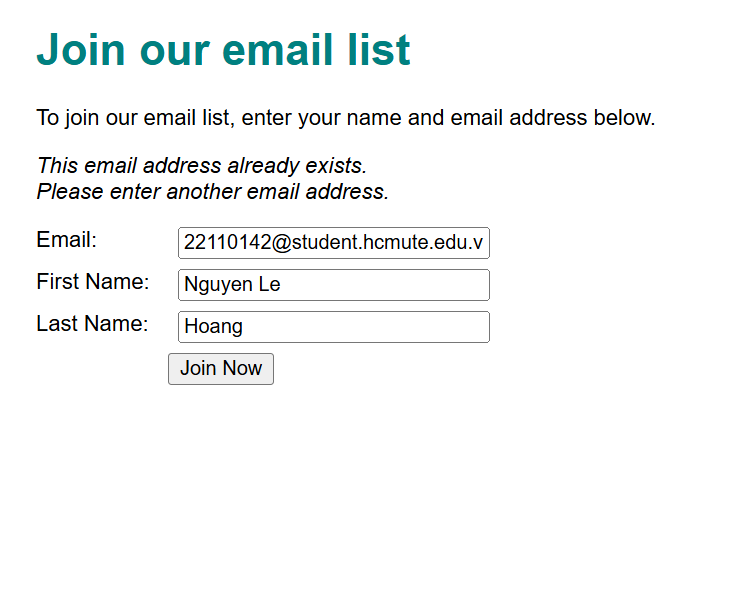 Join our email list
To join our email list, enter your name and email address below.
This email address already exists.
Please enter another email address.
Email: 22110142@student.hcmute.edu.v
First Name: Nguyen Le
Last Name: Hoang
Join Now